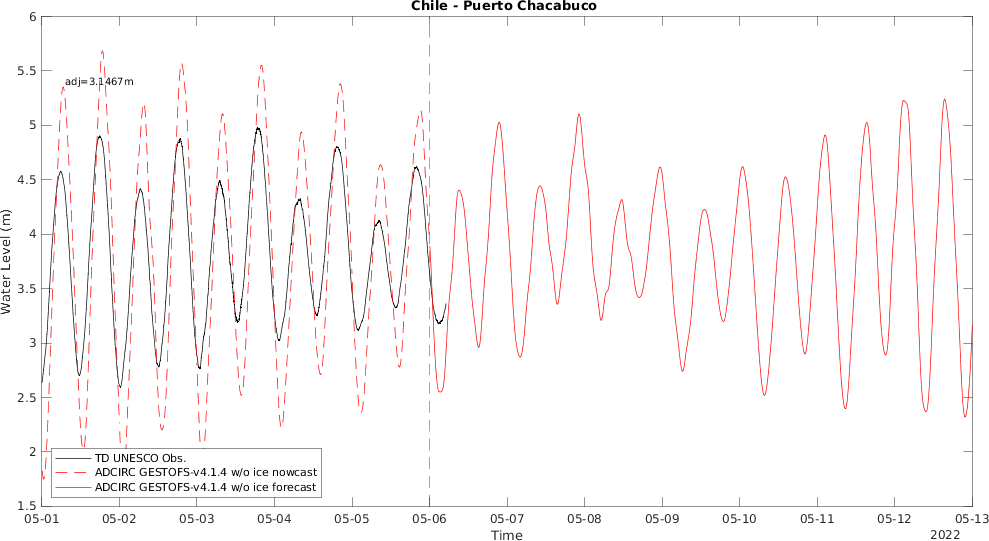 Chile - Puerto Chacabuco
6
5.5
5
4.5
4
3.5
3
2.5
2
1.5
Water Level (m)
adj=3.1467m
TD UNESCO Obs.
ADCIRC GESTOFS-v4.1.4 w/o ice nowcast
ADCIRC GESTOFS-v4.1.4 w/o ice forecast
05-01 05-02 05-03 05-04 05-05 05-06 05-07 05-08 05-09 05-10 05-11 05-12 05-13
Time
2022